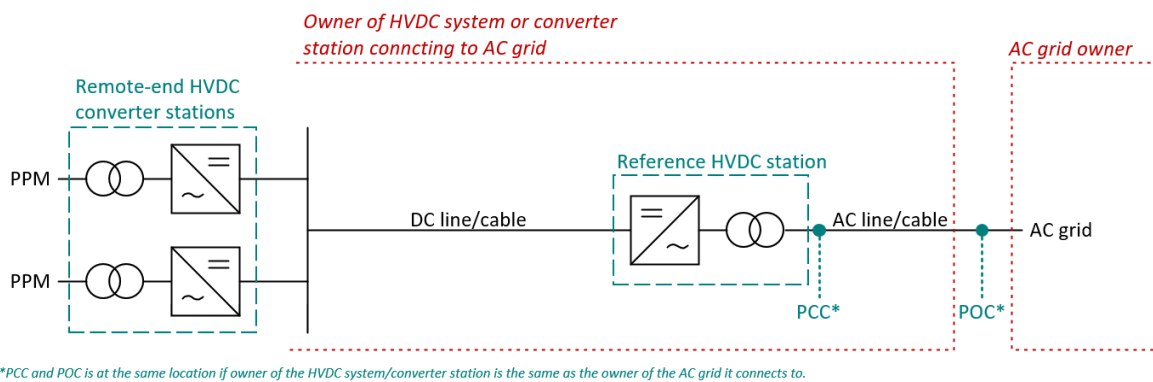 Owner of HVDC system or converter
station conncting to AC grid
AC grid owner
Remote-end HVDC
converter stations
Reference HVDC station
PPM
DC line/cable
AC line/cable
AC grid
PPM
PCC*
POC*
*PCC and POC is at the same location if owner of the HVDC system/converter station is the same as the owner of the AC grid it connects to.